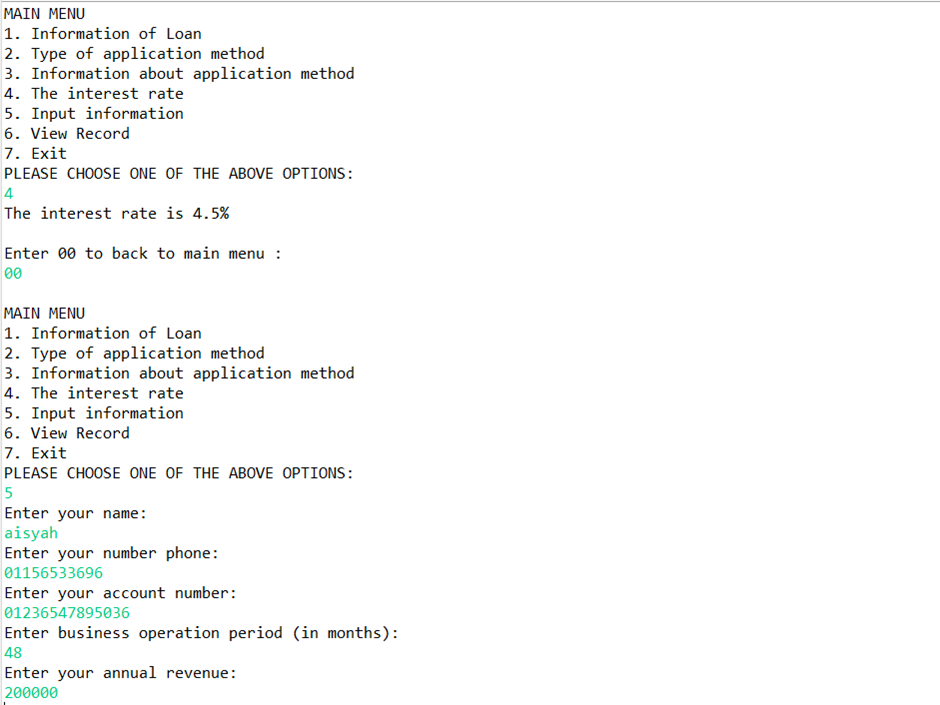 MAIN MENU
1. Information of Loan
2. Type of application method
3. Information about application method
4. The interest rate
5. Input information
6. View Record
7. Exit
PLEASE CHOOSE ONE OF THE ABOVE OPTIONS:
4
The interest rate is 4.5%
Enter 00 to back to main menu :
00
MAIN MENU
1. Information of Loan
2. Type of application method
3. Information about application method
4. The interest rate
5. Input information
6. View Record
7. Exit
PLEASE CHOOSE ONE OF THE ABOVE OPTIONS:
5
Enter your name:
aisyah
Enter your number phone:
01156533696
Enter your account number:
01236547895036
Enter business operation period (in months):
48
Enter your annual revenue:
200000